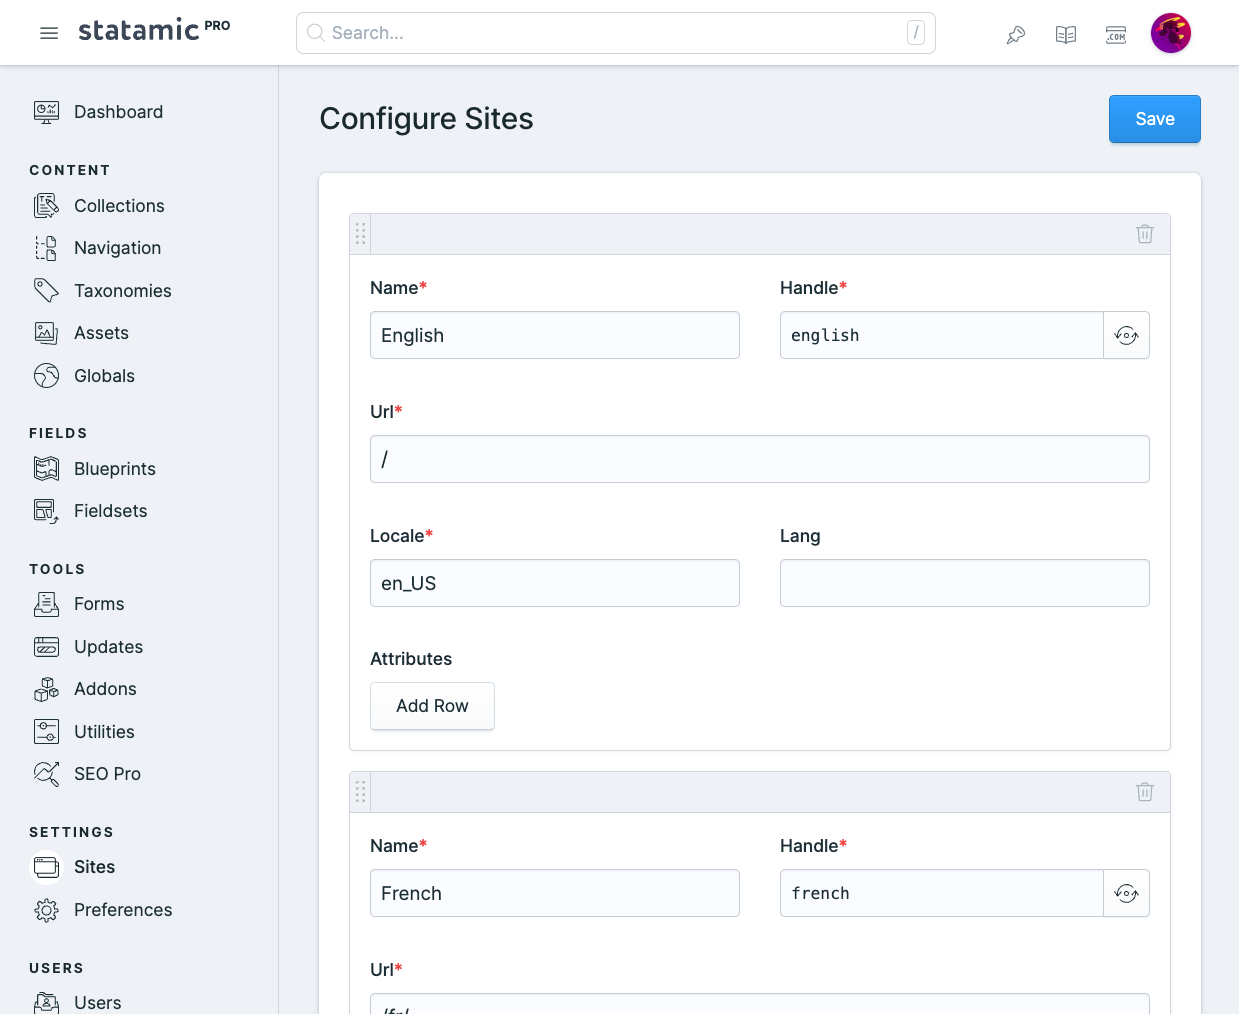 statamic PRO
Search...
/
.COM
Dashboard
CONTENT
Collections
Navigation
Taxonomies
Assets
Globals
FIELDS
Blueprints
Fieldsets
TOOLS
Forms
Updates
Addons
Utilities
SEO Pro
SETTINGS
Sites
Preferences
USERS
Users
Configure Sites
Save
Name*
Handle*
English
english
Url*
/
Locale*
Lang
en_US
Attributes
Add Row
Name*
Handle*
French
french
Url*
/fr/